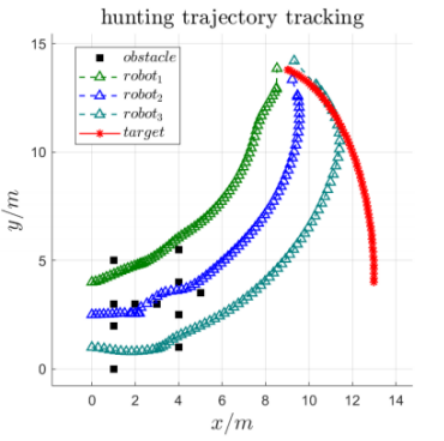 hunting trajectory tracking
obstacle
robot₁
robot₂
robot₃
target
15
10
5
0
y/m
0 2 4 6 8 10 12 14
x/m